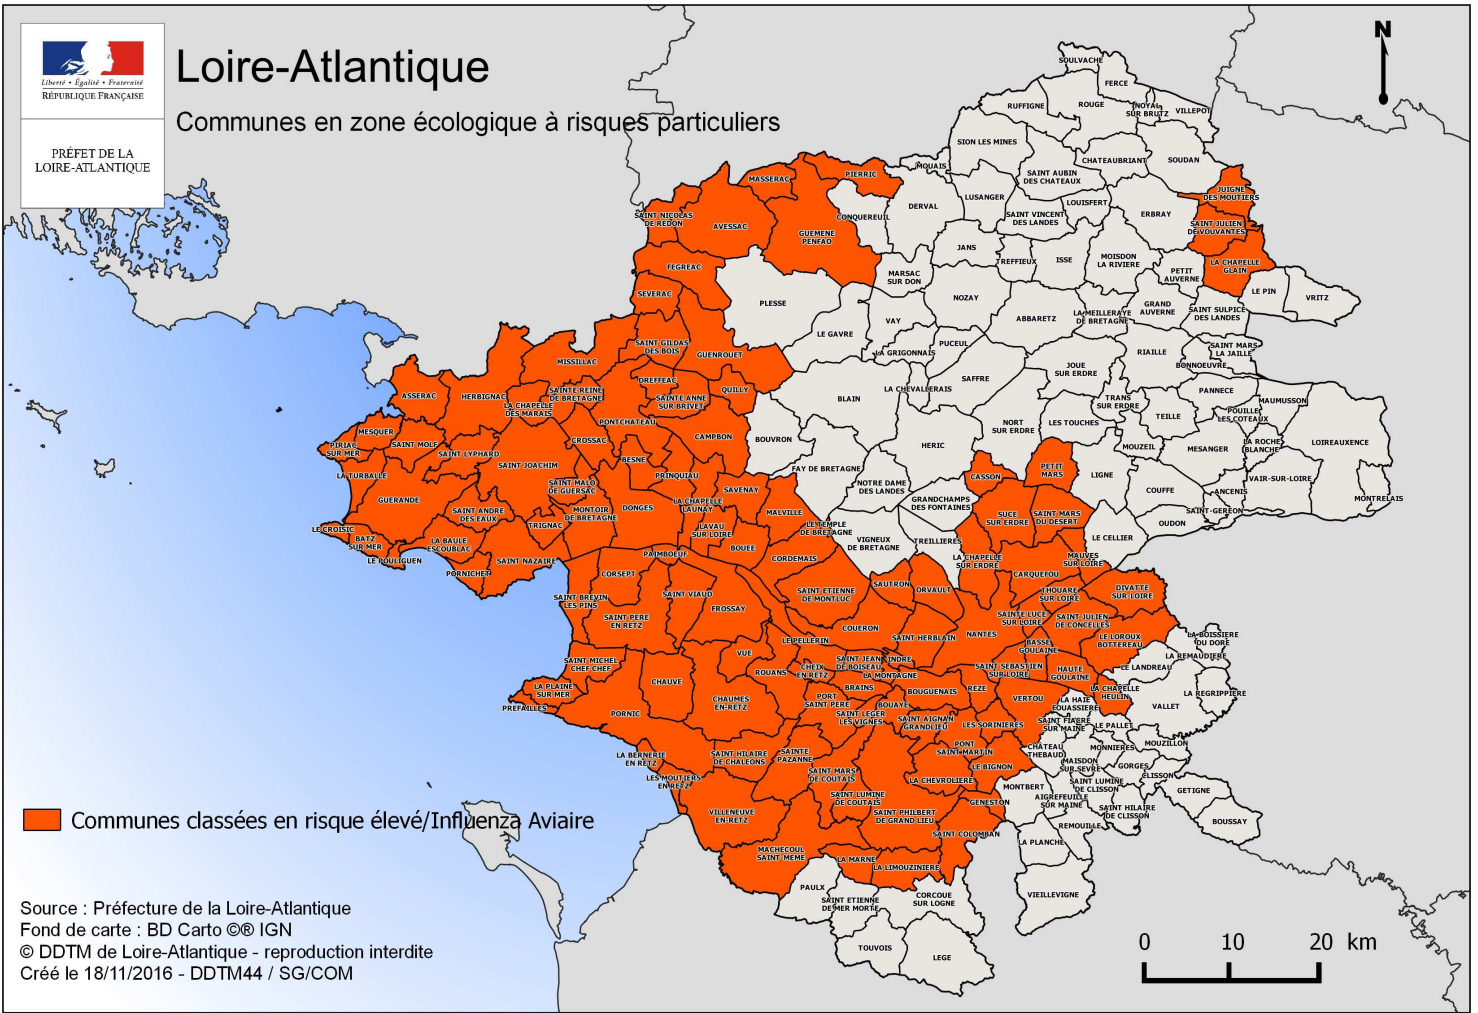 Liberté • Égalité • Fraternité
RÉPUBLIQUE FRANÇAISE
PRÉFET DE LA
LOIRE-ATLANTIQUE
Loire-Atlantique
Communes en zone écologique à risques particuliers
N
SOULVACHE
FERCE
RUFFIGNE
ROUGE
NOYAL
SUR BRUTZ
VILLEPOT
SION LES MINES
CHATEAUBRIANT
SOUDAN
MOUAIS
SAINT AUBIN
DES CHATEAUX
MASSERAC
PIERRIC
JUIGNE
DES MOUTIERS
LUSANGER
LOUISFERT
DERVAL
CONQUEREUIL
SAINT NICOLAS
DE REDON
AVESSAC
GUEMENE
PENFAO
SAINT VINCENT
DES LANDES
ERBRAY
SAINT JULIEN
DE VOUVANTES
JANS
TREFFIEUX
ISSE
MOISDON
LA RIVIERE
PETIT
AUVERNE
LA CHAPELLE
GLAIN
FEGREAC
MARSAC
SUR DON
SEVERAC
PLESSE
NOZAY
LE PIN
VRITZ
GRAND
AUVERNE
SAINT SULPICE
DES LANDES
ABBARETZ
LA MEILLERAYE
DE BRETAGNE
VAY
LE GAVRE
SAINT GILDAS
DES BOIS
GUENROUET
LA GRIGONNAIS
PUCEUL
RIAILLE
SAINT MARS
LA JAILLE
BONNOEUVRE
MISSILLAC
JOUE
SUR ERDRE
SAFFRE
LA CHEVALLERAIS
DREFFEAC
QUILLY
PANNECE
MAUMUSSON
ASSERAC
HERBIGNAC
SAINTE REINE
DE BRETAGNE
SAINTE ANNE
SUR BRIVET
BLAIN
TRANS
SUR ERDRE
TEILLE
POUILLE
LES COTEAUX
LA CHAPELLE
DES MARAIS
PONTCHATEAU
NORT
SUR ERDRE
LES TOUCHES
MESQUER
PIRIAC
SUR MER
SAINT MOLF
CROSSAC
CAMPBON
BOUVRON
HERIC
MOUZEIL
MESANGER
LA ROCHE
BLANCHE
LOIREAUXENCE
SAINT LYPHARD
SAINT JOACHIM
BESNE
PRINQUIAU
FAY DE BRETAGNE
LA TURBALLE
CASSON
PETIT
MARS
LIGNE
VAIR-SUR-LOIRE
SAINT MALO
DE GUERSAC
SAVENAY
NOTRE DAME
DES LANDES
COUFFE
ANCENIS
MONTRELAIS
GUERANDE
GRANDCHAMPS
DES FONTAINES
SAINT-GEREON
SAINT ANDRE
DES EAUX
MONTOIR
DE BRETAGNE
DONGES
LA CHAPELLE
LAUNAY
MALVILLE
SUCE
SUR ERDRE
SAINT MARS
DU DESERT
OUDON
LE CROISIC
TRIGNAC
LAVAU
SUR LOIRE
LE TEMPLE
DE BRETAGNE
LE CELLIER
BATZ
SUR MER
LA BAULE
ESCOUBLAC
BOUEE
VIGNEUX
DE BRETAGNE
TREILLIERES
LE POULIGUEN
SAINT NAZAIRE
PAIMBOEUF
CORDEMAIS
LA CHAPELLE
SUR ERDRE
MAUVES
SUR LOIRE
PORNICHET
CORSEPT
CARQUEFOU
SAUTRON
ORVAULT
THOUARE
SUR LOIRE
DIVATTE
SUR-LOIRE
SAINT BREVIN
LES PINS
SAINT VIAUD
FROSSAY
SAINT ETIENNE
DE MONTLUC
SAINT PERE
EN RETZ
SAINTE LUCE
SUR LOIRE
SAINT JULIEN
DE CONCELLES
COUERON
SAINT HERBLAIN
NANTES
LE LOROUX
BOTTEREAU
LA BOISSIERE
DU DORE
LE PELLERIN
BASSE
GOULAINE
VUE
LA REMAUDIERE
SAINT MICHEL
CHEF CHEF
ROUANS
CHEIX
EN RETZ
SAINT JEAN
DE BOISEAU
INDRE
LA MONTAGNE
SAINT SEBASTIEN
SUR LOIRE
HAUTE
GOULAINE
LE LANDREAU
CHAUVE
LA PLAINE
SUR MER
BRAINS
BOUGUENAIS
REZE
VERTOU
LA CHAPELLE
HEULIN
LA REGRIPPIERE
PREFAILLES
CHAUMES
EN-RETZ
PORT
SAINT PERE
BOUAYE
LA HAIE
FOUASSIERE
VALLET
PORNIC
SAINT LEGER
LES VIGNES
SAINT AIGNAN
GRANDLIEU
LES SORINIERES
SAINT FIACRE
SUR MAINE
LE PALLET
LA BERNERIE
EN RETZ
SAINT HILAIRE
DE CHALEONS
SAINTE
PAZANNE
PONT
SAINT MARTIN
CHATEAU
THEBAUD
MONNIERES
MOUZILLON
LES MOUTIERS
EN RETZ
SAINT MARS
DE COUTAIS
LA CHEVROLIERE
LE BIGNON
MAISDON
SUR SEVRE
GORGES
CLISSON
MONTBERT
SAINT LUMINE
DE CLISSON
GETIGNE
SAINT LUMINE
DE COUTAIS
GENESTON
AIGREFEUILLE
SUR MAINE
VILLENEUVE
EN-RETZ
SAINT PHILBERT
DE GRAND LIEU
SAINT HILAIRE
DE CLISSON
BOUSSAY
SAINT COLOMBAN
REMOUILLE
LA PLANCHE
MACHECOUL
SAINT-MEME
LA MARNE
LA LIMOUZINIERE
PAULX
SAINT ETIENNE
DE MER MORTE
CORCOUE
SUR LOGNE
VIEILLEVIGNE
TOUVOIS
LEGE
Communes classées en risque élevé/Influenza Aviaire
Source : Préfecture de la Loire-Atlantique
Fond de carte : BD Carto ©® IGN
© DDTM de Loire-Atlantique - reproduction interdite
Créé le 18/11/2016 - DDTM44 / SG/COM
0 10 20 km